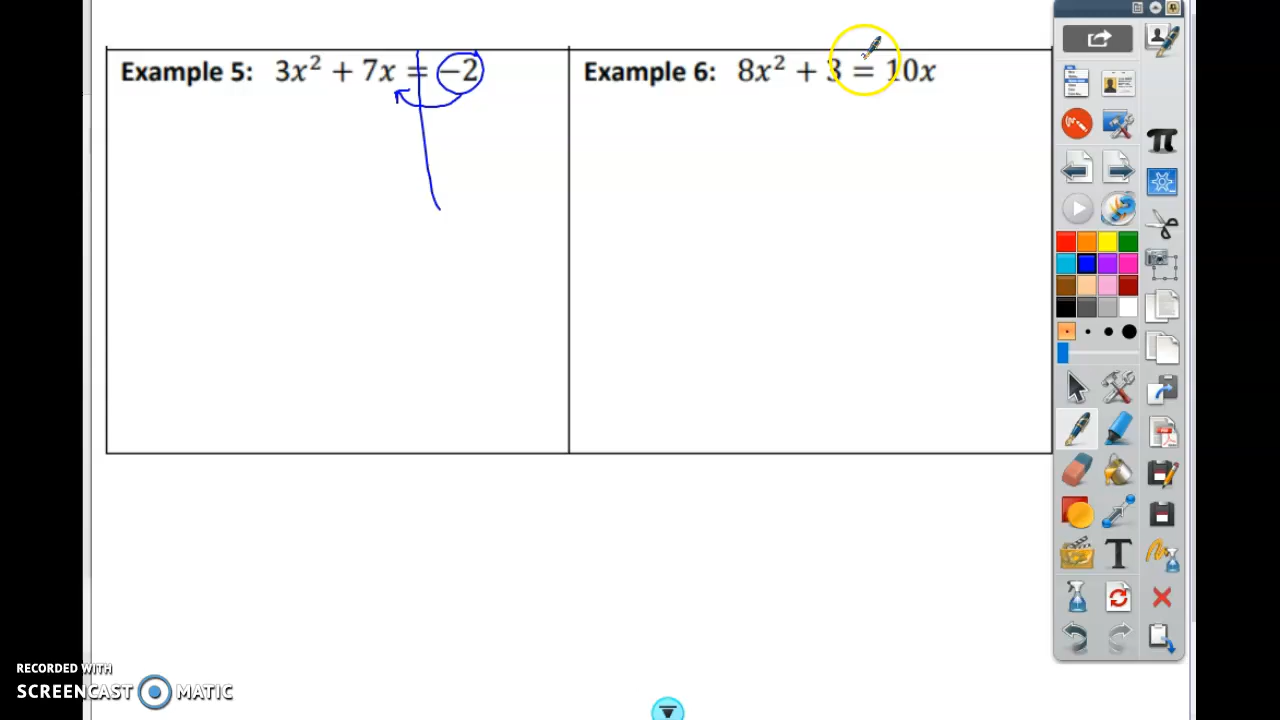 Example 5: 3x² + 7x = −2
Example 6: 8x² + 3 = 10x
RECORDED WITH
SCREENCAST MATIC